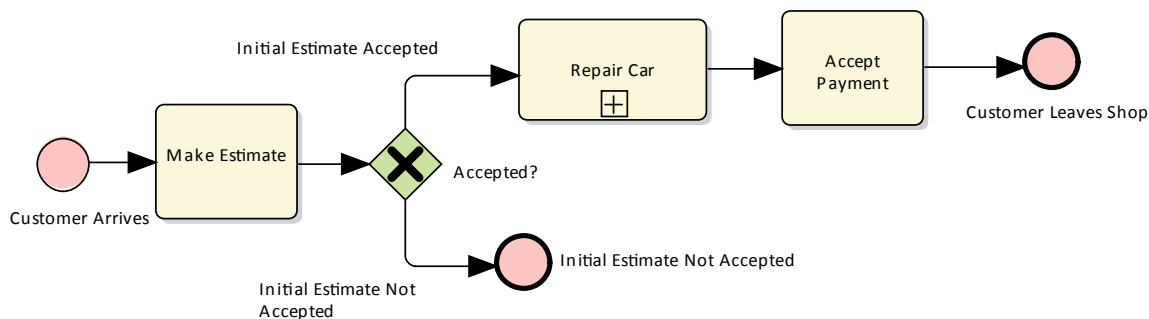 Initial Estimate Accepted
Repair Car
Accept
Payment
Customer Leaves Shop
Make Estimate
Accepted?
Customer Arrives
Initial Estimate Not Accepted
Initial Estimate Not
Accepted